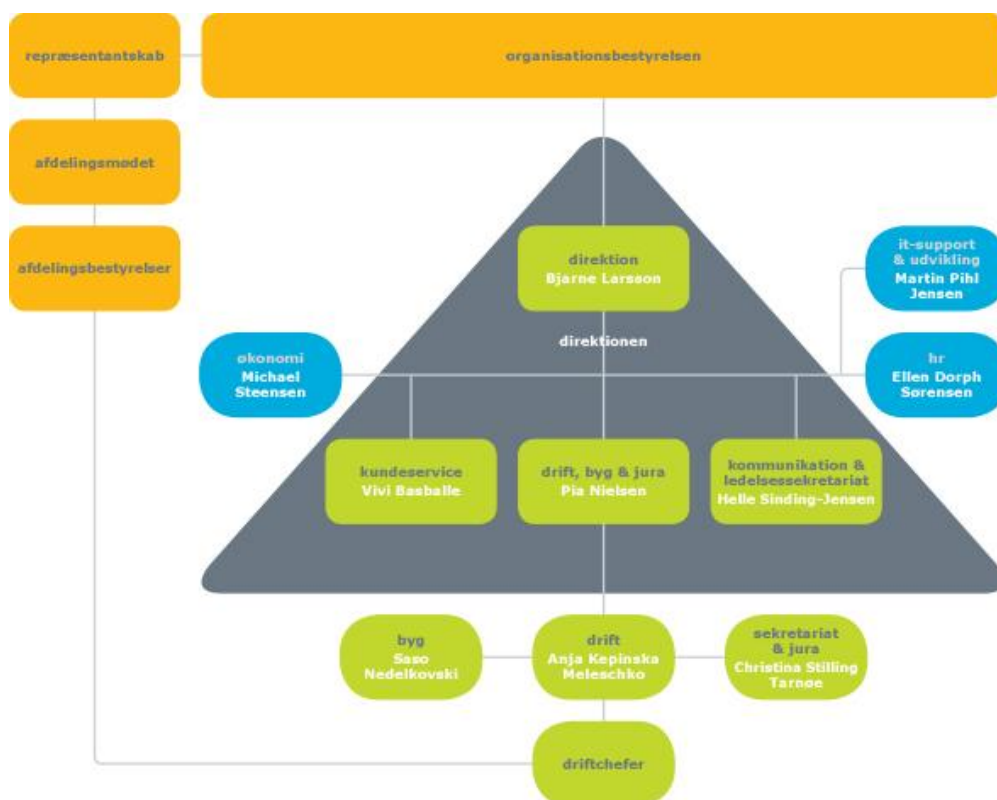 repræsentantskab
organisationsbestyrelsen
afdelingsmødet
afdelingsbestyrelser
direktion
Bjarne Larsson
it-support
& udvikling
Martin Pihl
Jensen
direktionen
økonomi
Michael
Steensen
hr
Ellen Dorph
Sørensen
kundeservice
Vivi Basballe
drift, byg & jura
Pia Nielsen
kommunikation &
ledelsessekretariat
Helle Sinding-Jensen
byg
Saso
Nedelkovski
drift
Anja Kepinska
Meleschko
sekretariat
& jura
Christina Stilling
Tarnøe
driftchefer